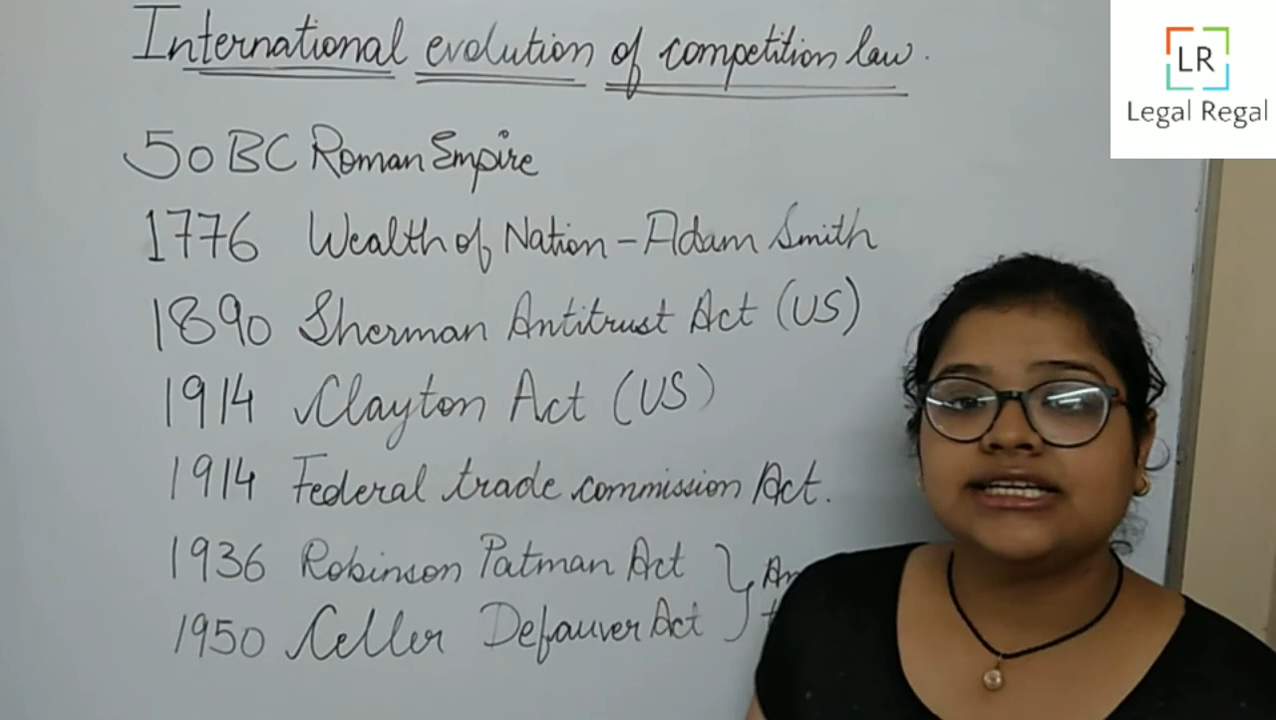 International evolution of competition law.
LR
Legal Regal
50 BC Roman Empire
1776 Wealth of Nation - Adam Smith
1890 Sherman Antitrust Act (US)
1914 Clayton Act (US)
1914 Federal trade commission Act.
1936 Robinson Patman Act
1950 Celler Defauver Act